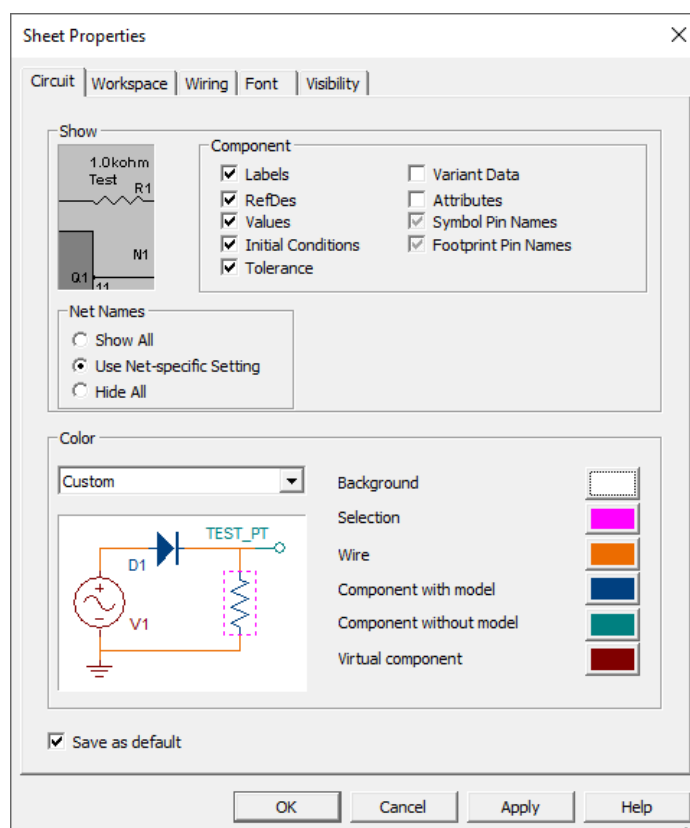 Sheet Properties
Circuit Workspace Wiring Font Visibility
Show
1.0kohm
Test
R1
N1
Q1
11
Component
Labels
RefDes
Values
Initial Conditions
Tolerance
Variant Data
Attributes
Symbol Pin Names
Footprint Pin Names
Net Names
Show All
Use Net-specific Setting
Hide All
Color
Custom
TEST_PT
D1
V1
Background
Selection
Wire
Component with model
Component without model
Virtual component
Save as default
OK Cancel Apply Help